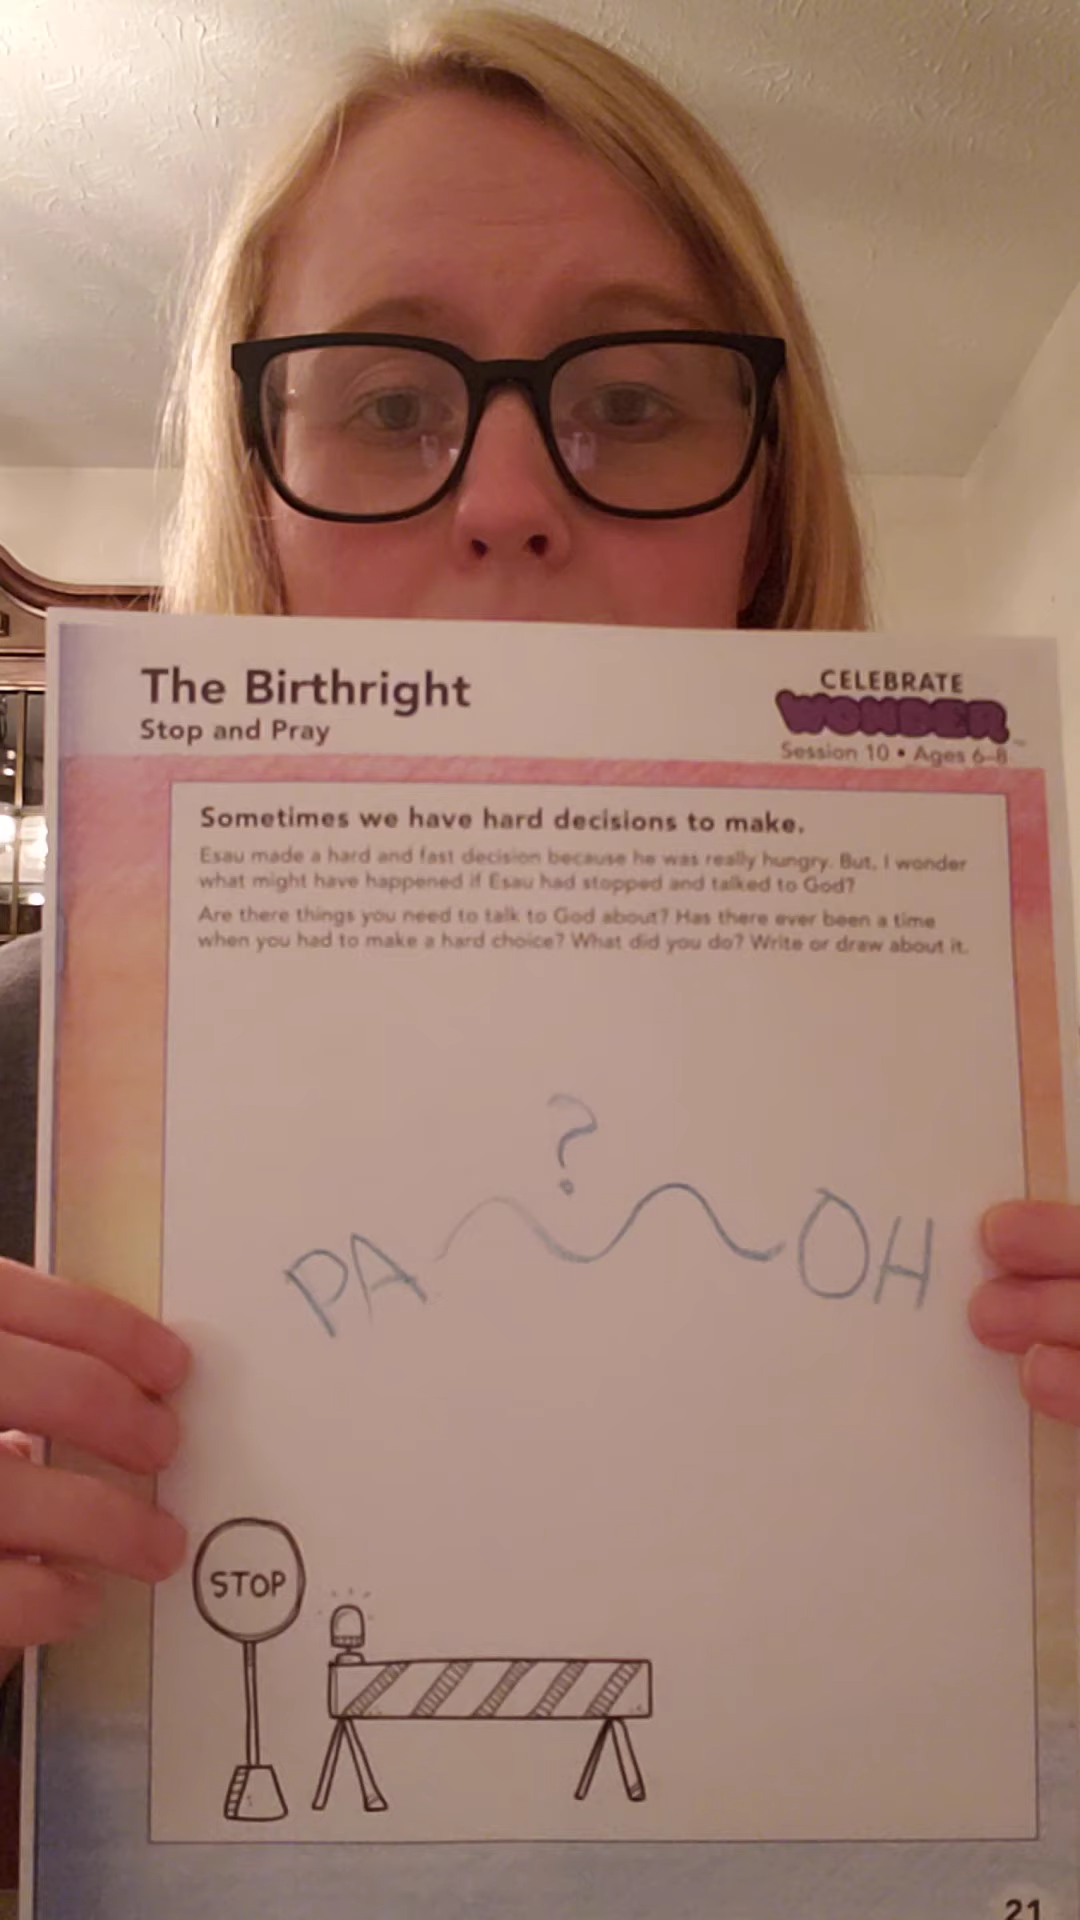 The Birthright
Stop and Pray
CELEBRATE
WONDER™
Session 10 • Ages 6–8
Sometimes we have hard decisions to make.
Esau made a hard and fast decision because he was really hungry. But, I wonder
what might have happened if Esau had stopped and talked to God?
Are there things you need to talk to God about? Has there ever been a time
when you had to make a hard choice? What did you do? Write or draw about it.
?
PA OH
STOP
21